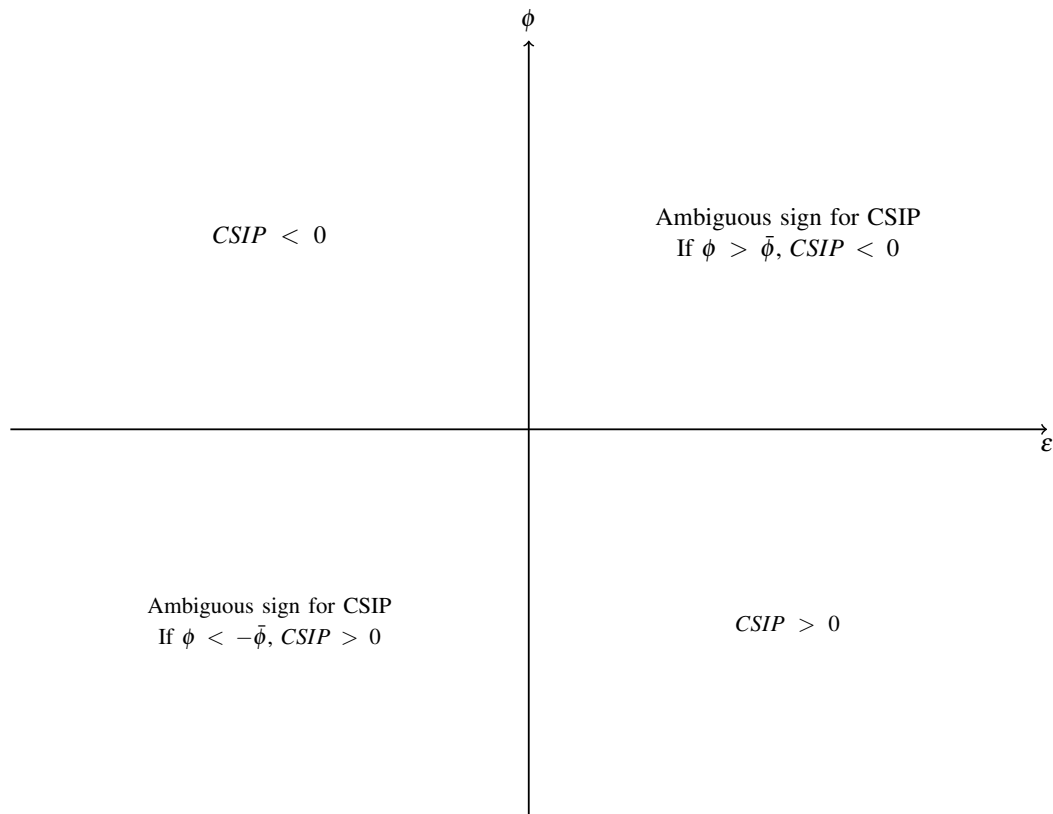 ϕ
CSIP < 0
Ambiguous sign for CSIP
If ϕ > ϕ̄, CSIP < 0
ε
Ambiguous sign for CSIP
If ϕ < −ϕ̄, CSIP > 0
CSIP > 0